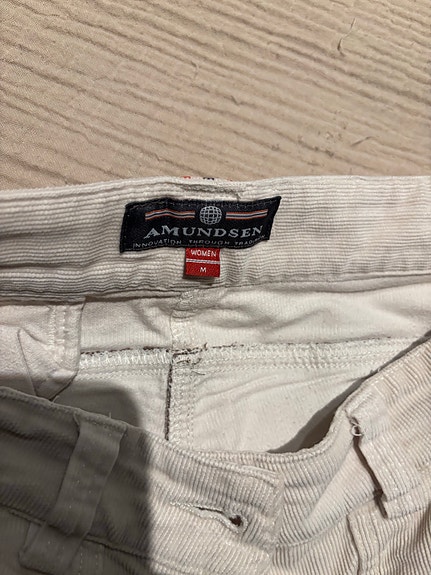 AMUNDSEN
INNOVATION THROUGH TRADITION
WOMEN
M